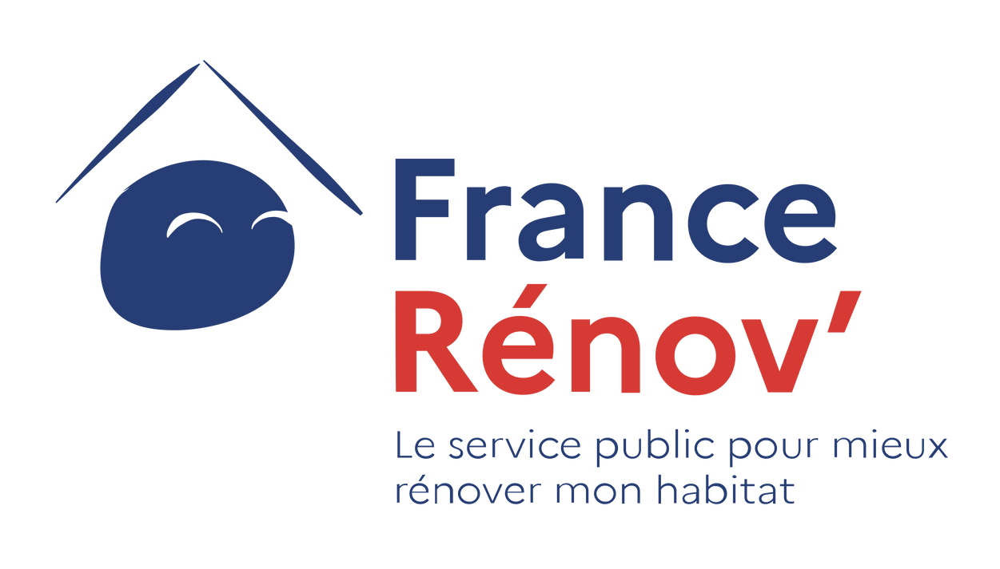 France
Rénov’
Le service public pour mieux
rénover mon habitat